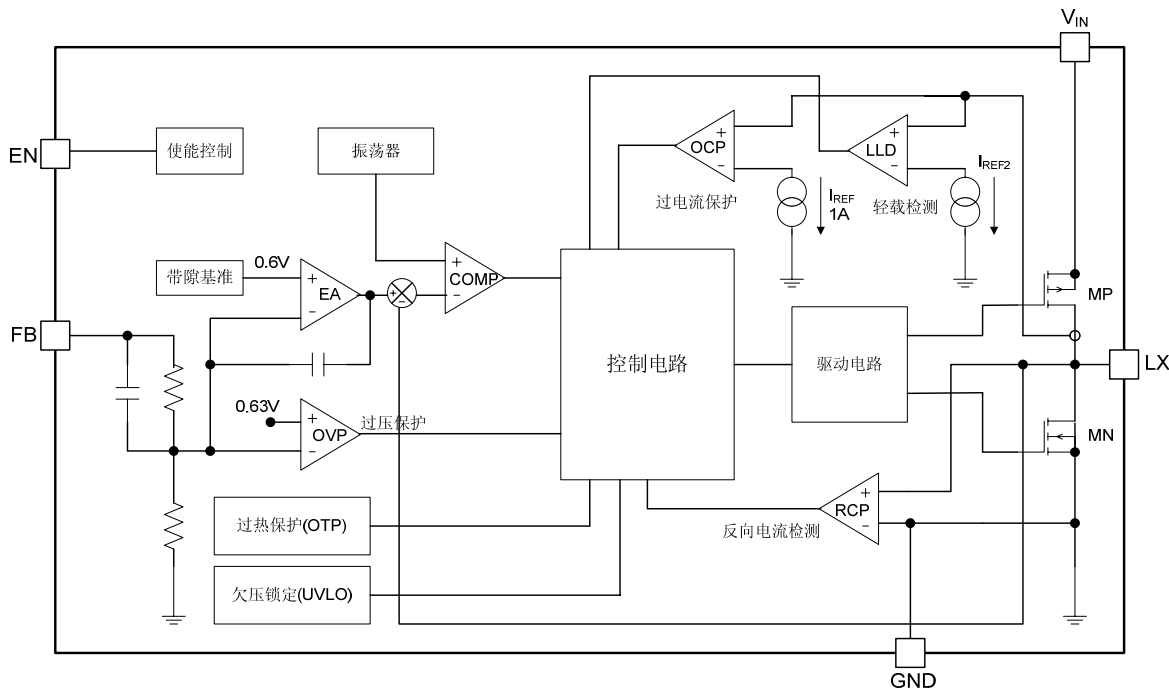 VIN
EN
使能控制
振荡器
+
OCP
-
过电流保护
IREF
1A
+
LLD
-
轻载检测
IREF2
带隙基准
0.6V
+
EA
-
+
-
+
COMP
-
MP
FB
控制电路
驱动电路
LX
0.63V
+
OVP
-
过压保护
MN
过热保护(OTP)
+
RCP
-
反向电流检测
欠压锁定(UVLO)
GND